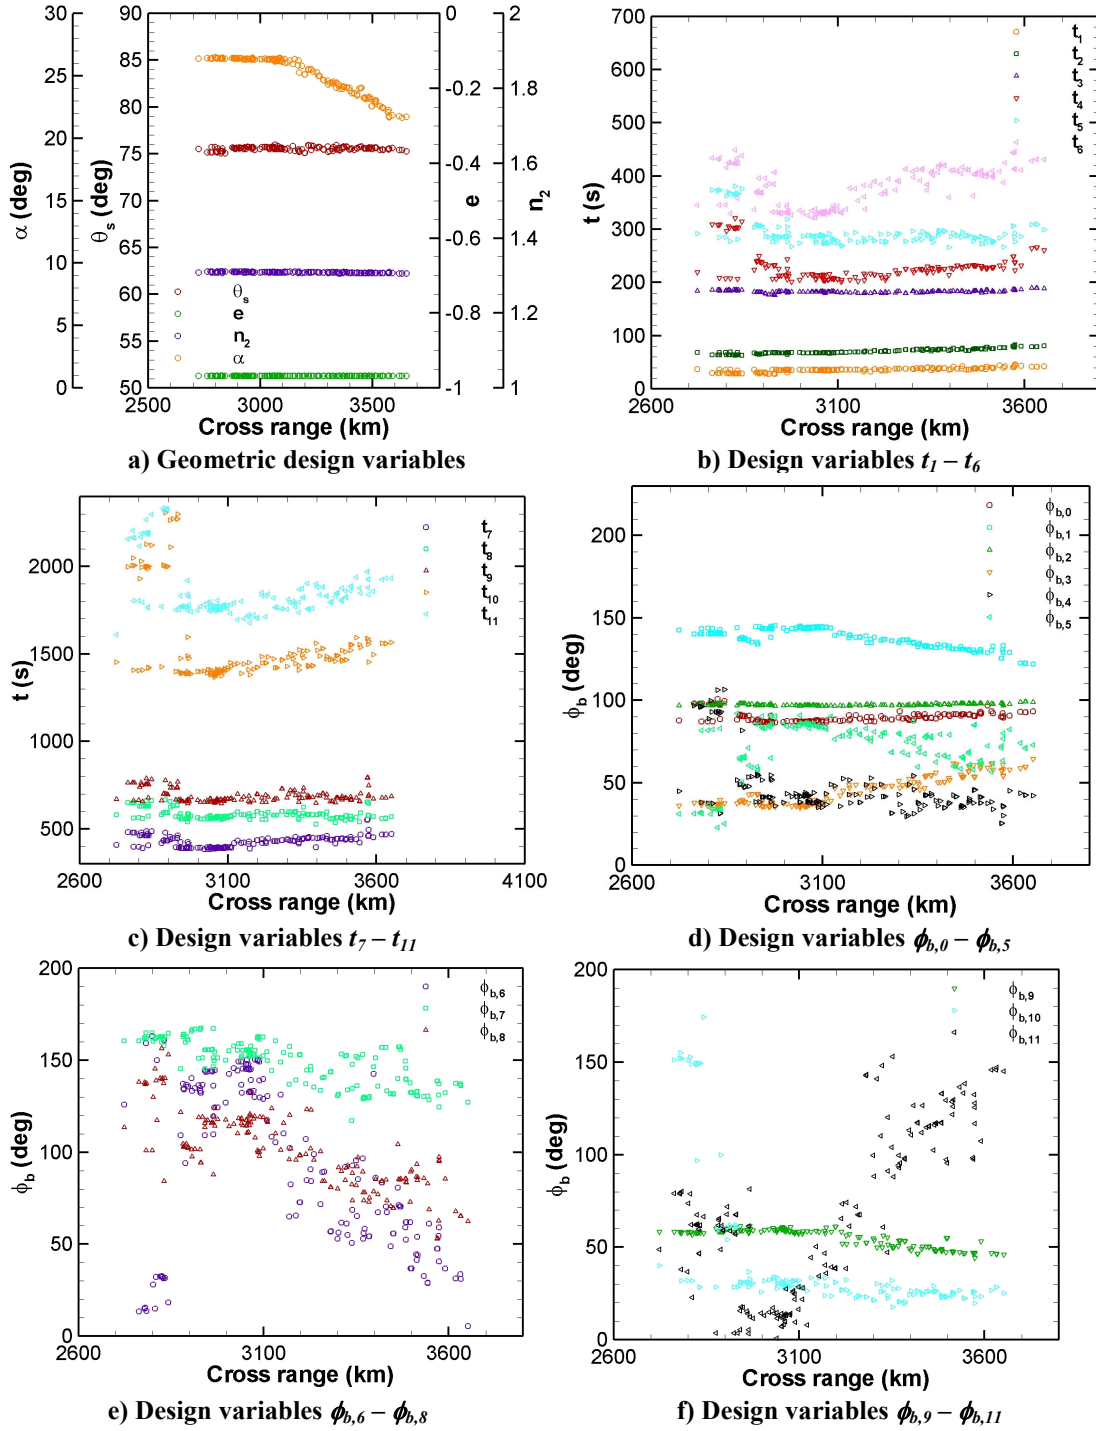 30
25
20
15
10
5
0
α (deg)
90
85
80
75
70
65
60
55
50
θs (deg)
-0
-0.2
-0.4
-0.6
-0.8
-1
e
2
1.8
1.6
1.4
1.2
1
n2
θs
e
n2
α
2500 3000 3500
Cross range (km)
a) Geometric design variables
700
600
500
400
300
200
100
0
t (s)
t1
t2
t3
t4
t5
t6
2600 3100 3600
Cross range (km)
b) Design variables t1 – t6
2000
1500
1000
500
t (s)
t7
t8
t9
t10
t11
2600 3100 3600 4100
Cross range (km)
c) Design variables t7 – t11
200
150
100
50
0
ϕb (deg)
ϕb,0
ϕb,1
ϕb,2
ϕb,3
ϕb,4
ϕb,5
2600 3100 3600
Cross range (km)
d) Design variables ϕb,0 – ϕb,5
200
150
100
50
0
ϕb (deg)
ϕb,6
ϕb,7
ϕb,8
2600 3100 3600
Cross range (km)
e) Design variables ϕb,6 – ϕb,8
200
150
100
50
0
ϕb (deg)
ϕb,9
ϕb,10
ϕb,11
2600 3100 3600
Cross range (km)
f) Design variables ϕb,9 – ϕb,11